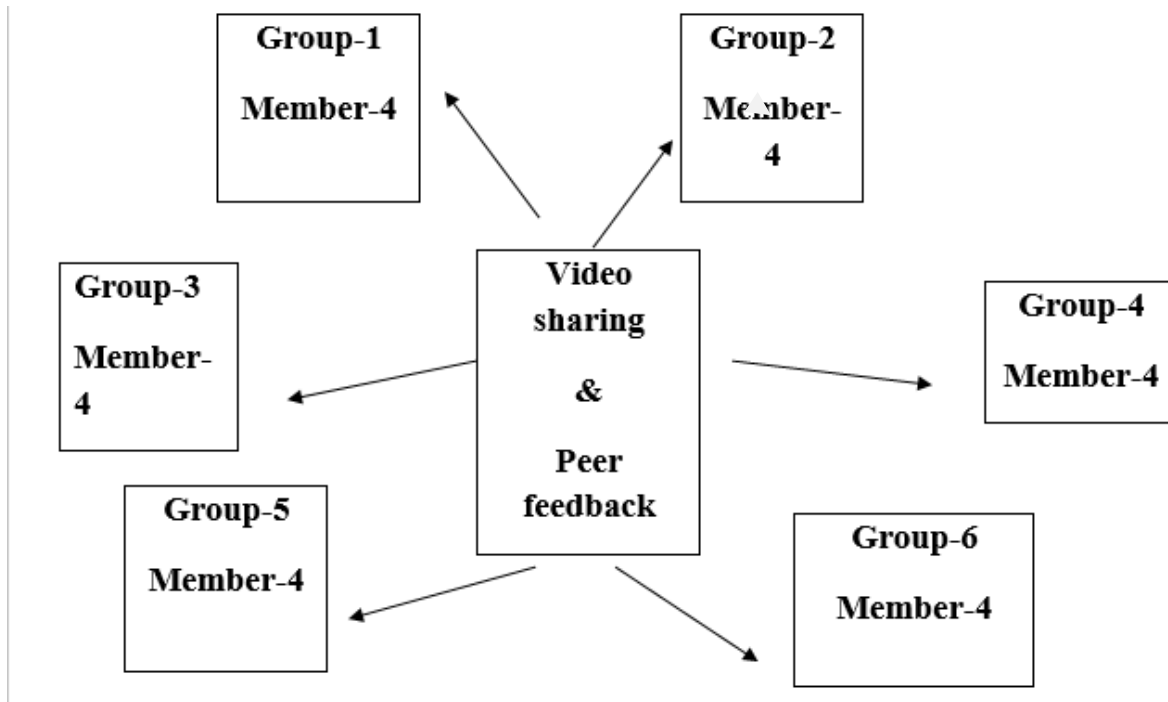 Group-1
Member-4
Group-2
Member-
4
Group-3
Member-
4
Video
sharing
&
Peer
feedback
Group-4
Member-4
Group-5
Member-4
Group-6
Member-4